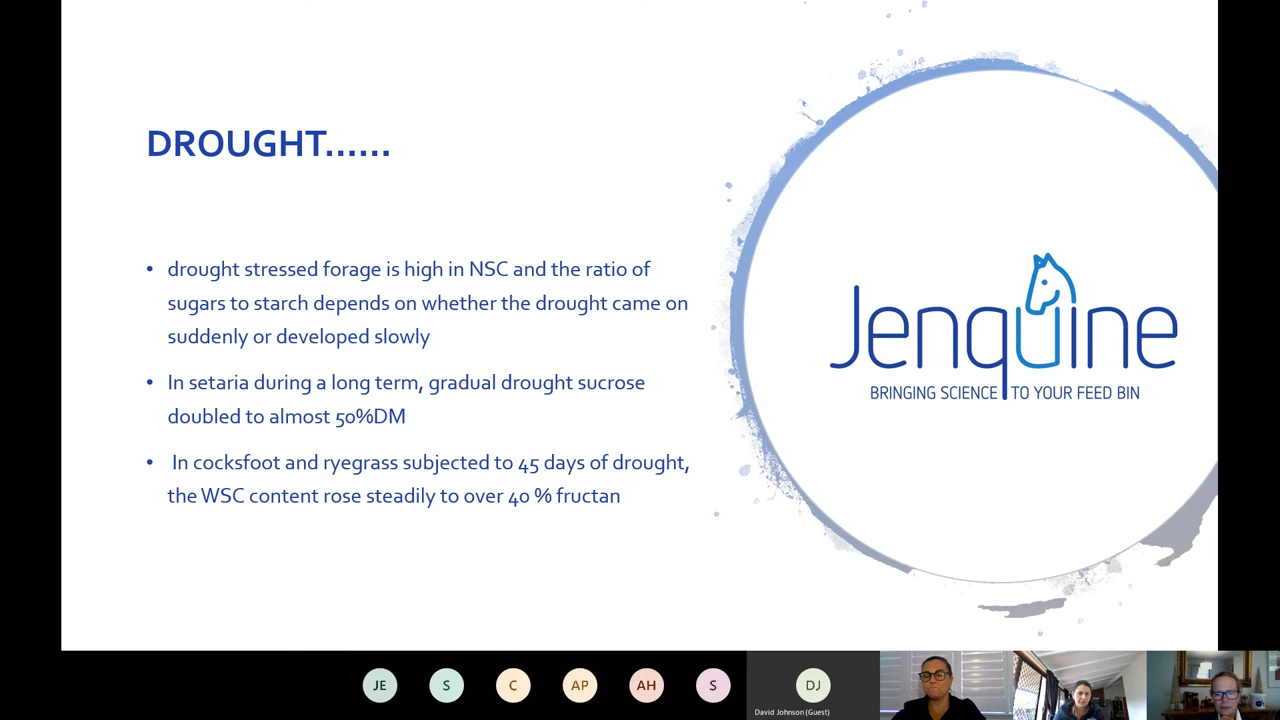 DROUGHT......
• drought stressed forage is high in NSC and the ratio of
sugars to starch depends on whether the drought came on
suddenly or developed slowly
• In setaria during a long term, gradual drought sucrose
doubled to almost 50%DM
• In cocksfoot and ryegrass subjected to 45 days of drought,
the WSC content rose steadily to over 40 % fructan
Jenquine
BRINGING SCIENCE TO YOUR FEED BIN
JE
S
C
AP
AH
S
DJ
David Johnson (Guest)